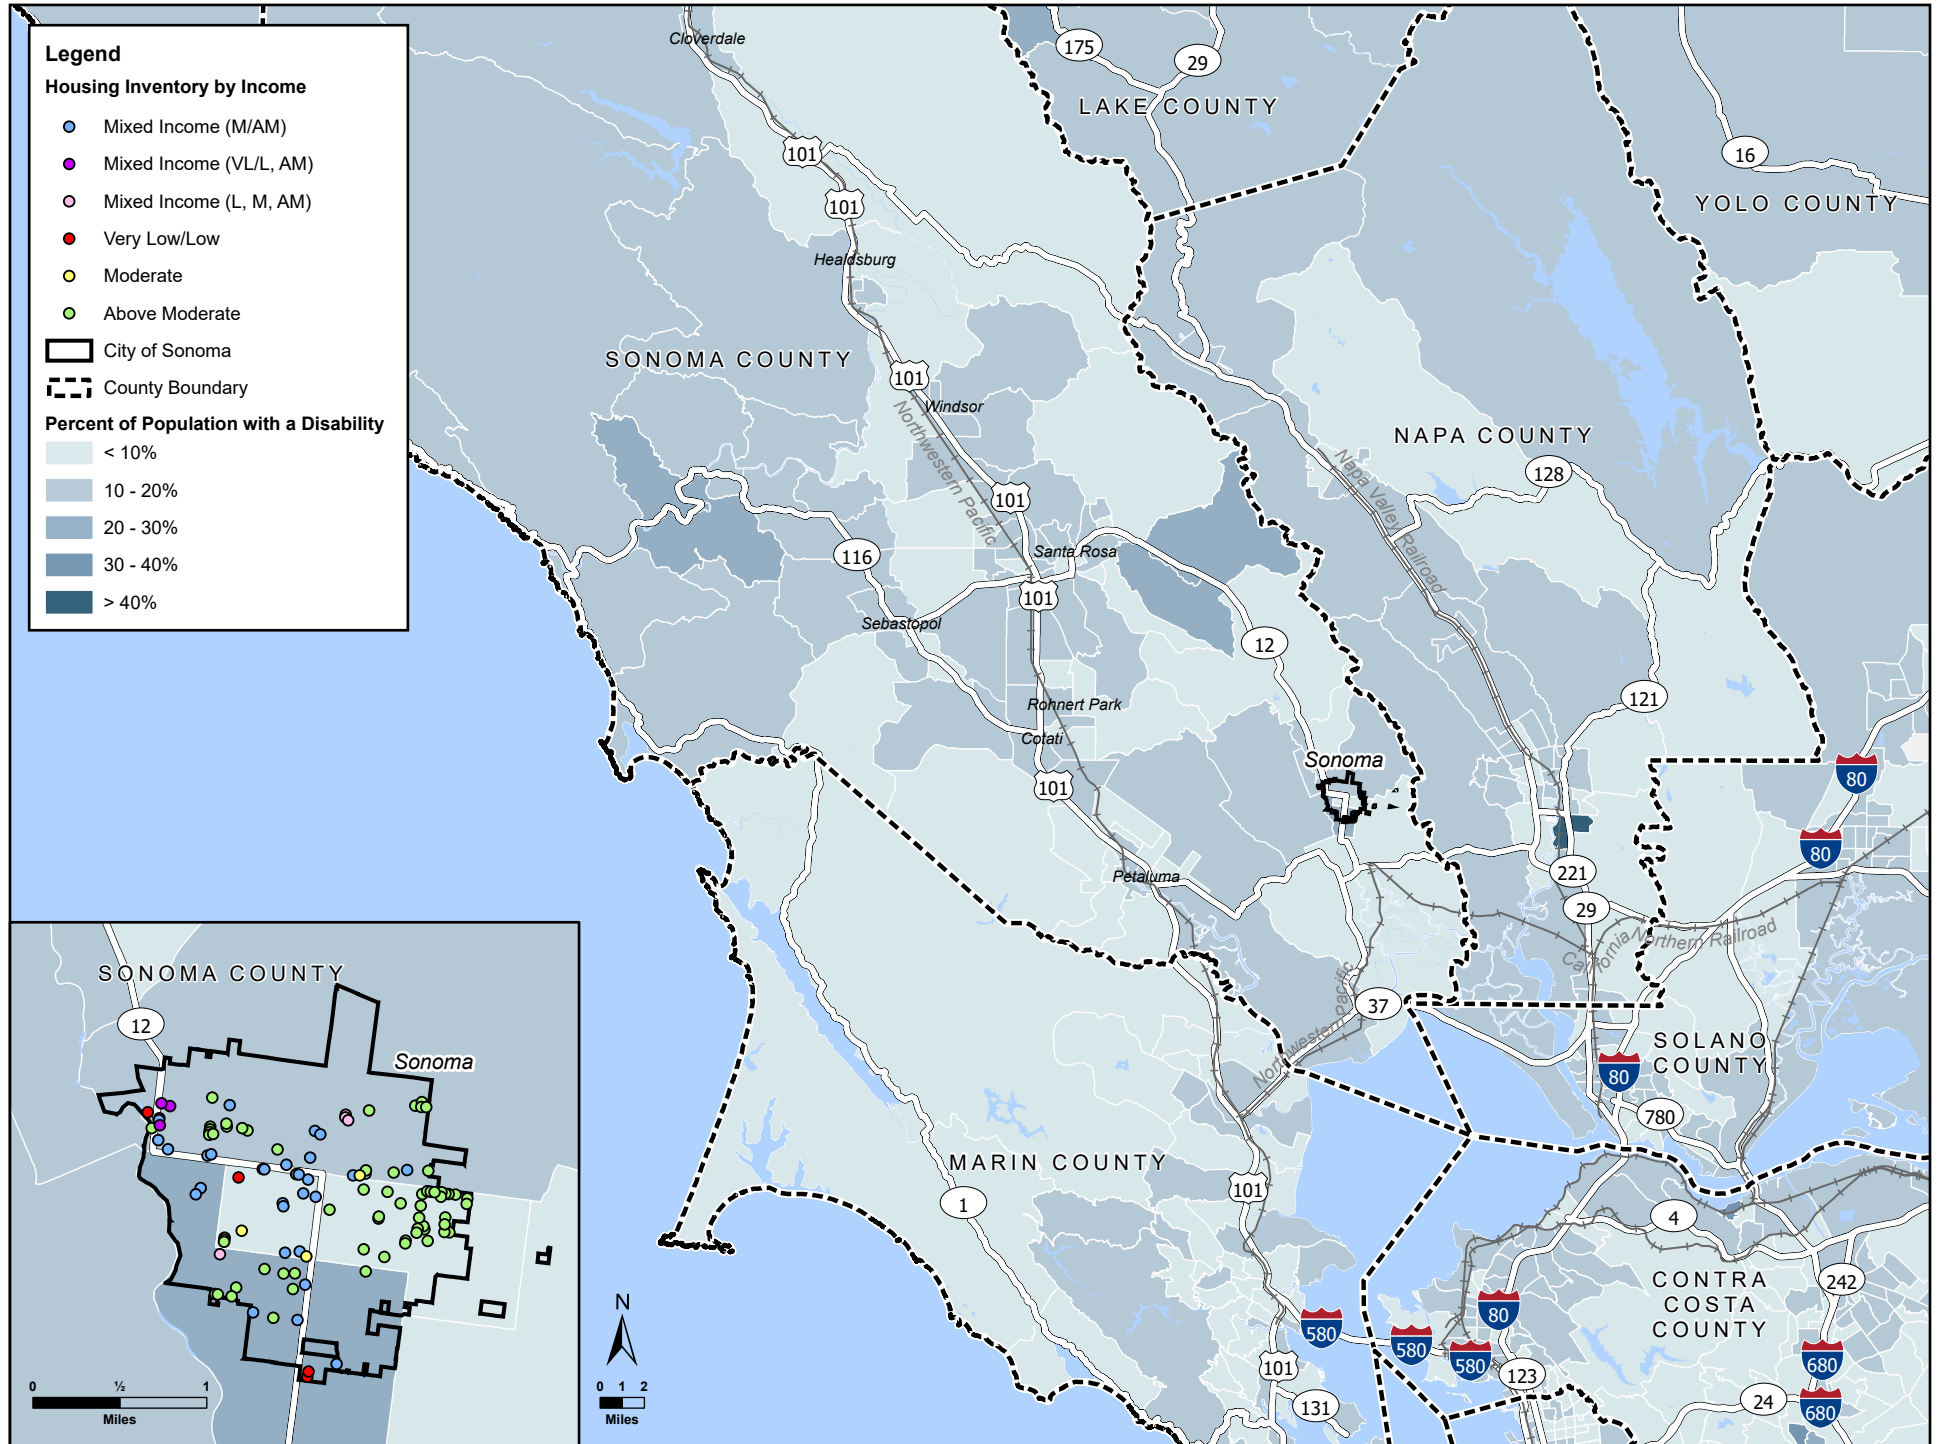 Legend
Housing Inventory by Income
Mixed Income (M/AM)
Mixed Income (VL/L, AM)
Mixed Income (L, M, AM)
Very Low/Low
Moderate
Above Moderate
City of Sonoma
County Boundary
Percent of Population with a Disability
< 10%
10 - 20%
20 - 30%
30 - 40%
> 40%
Cloverdale
175
29
LAKE COUNTY
101
16
101
YOLO COUNTY
Healdsburg
SONOMA COUNTY
101
Windsor
Northwestern Pacific
NAPA COUNTY
Napa Valley Railroad
128
101
116
Santa Rosa
101
Sebastopol
12
121
Rohnert Park
Cotati
Sonoma
101
80
80
Petaluma
221
29
California Northern Railroad
Northwestern Pacific
37
SOLANO
COUNTY
80
780
MARIN COUNTY
101
1
4
CONTRA
COSTA
COUNTY
242
80
580
580
580
680
101
123
131
24
680
SONOMA COUNTY
12
Sonoma
0 ½ 1
Miles
N
0 1 2
Miles